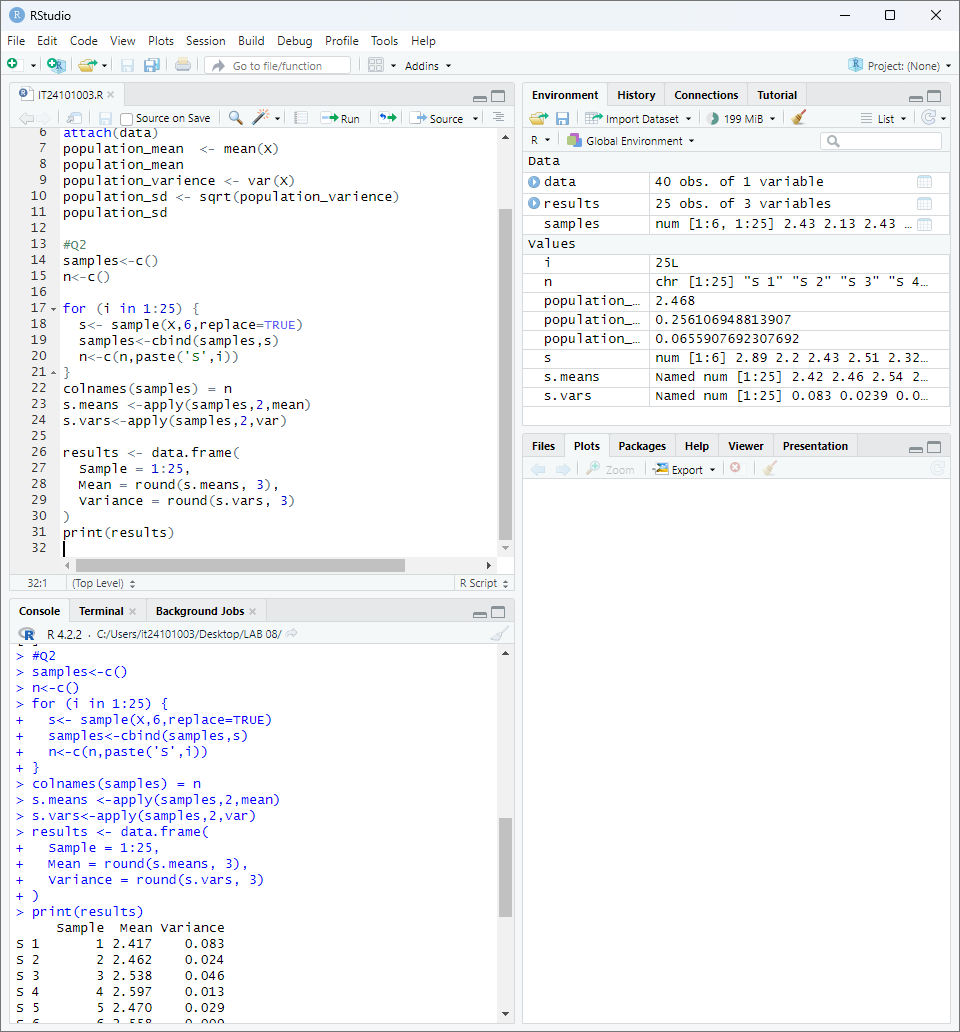 RStudio
File Edit Code View Plots Session Build Debug Profile Tools Help
Go to file/function Addins Project: (None)
IT24101003.R
Source on Save Run Source
6 attach(data)
7 population_mean  <- mean(X)
8 population_mean
9 population_varience <- var(X)
10 population_sd <- sqrt(population_varience)
11 population_sd
12
13 #Q2
14 samples<-c()
15 n<-c()
16
17 for (i in 1:25) {
18   s<- sample(X,6,replace=TRUE)
19   samples<-cbind(samples,s)
20   n<-c(n,paste('S',i))
21 }
22 colnames(samples) = n
23 s.means <-apply(samples,2,mean)
24 s.vars<-apply(samples,2,var)
25
26 results <- data.frame(
27   Sample = 1:25,
28   Mean = round(s.means, 3),
29   Variance = round(s.vars, 3)
30 )
31 print(results)
32
32:1 (Top Level) R Script
Console Terminal Background Jobs
R 4.2.2 · C:/Users/it24101003/Desktop/LAB 08/
> #Q2
> samples<-c()
> n<-c()
> for (i in 1:25) {
+   s<- sample(X,6,replace=TRUE)
+   samples<-cbind(samples,s)
+   n<-c(n,paste('S',i))
+ }
> colnames(samples) = n
> s.means <-apply(samples,2,mean)
> s.vars<-apply(samples,2,var)
> results <- data.frame(
+   Sample = 1:25,
+   Mean = round(s.means, 3),
+   Variance = round(s.vars, 3)
+ )
> print(results)
Sample Mean Variance
S 1 1 2.417 0.083
S 2 2 2.462 0.024
S 3 3 2.538 0.046
S 4 4 2.597 0.013
S 5 5 2.470 0.029
Environment History Connections Tutorial
Import Dataset 199 MiB List
R Global Environment
Data
data 40 obs. of 1 variable
results 25 obs. of 3 variables
samples num [1:6, 1:25] 2.43 2.13 2.43 …
Values
i 25L
n chr [1:25] "S 1" "S 2" "S 3" "S 4…
population_… 2.468
population_… 0.256106948813907
population_… 0.0655907692307692
s num [1:6] 2.89 2.2 2.43 2.51 2.32…
s.means Named num [1:25] 2.42 2.46 2.54 2…
s.vars Named num [1:25] 0.083 0.0239 0.0…
Files Plots Packages Help Viewer Presentation
Zoom Export